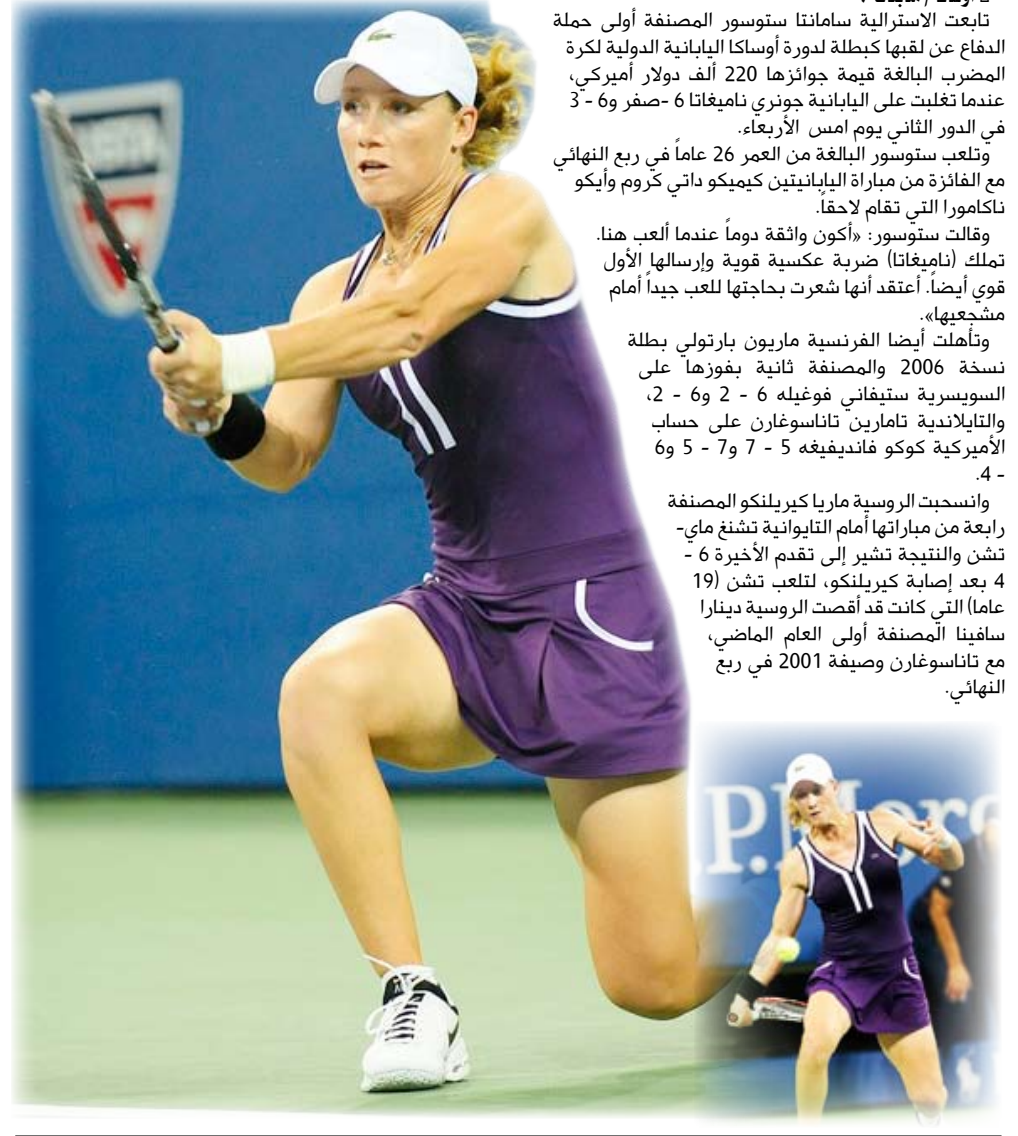 تابعت الاسترالية سامانتا ستوسور المصنفة أولى حملة
الدفاع عن لقبها كبطلة لدورة أوساكا اليابانية الدولية لكرة
المضرب البالغة قيمة جوائزها 220 ألف دولار أميركي،
عندما تغلبت على اليابانية جونري ناميغاتا 6 -صفر و6 - 3
في الدور الثاني يوم امس الأربعاء.
وتلعب ستوسور البالغة من العمر 26 عاماً في ربع النهائي
مع الفائزة من مباراة اليابانيتين كيميكو داتي كروم وأيكو
ناكامورا التي تقام لاحقاً.
وقالت ستوسور: «أكون واثقة دوماً عندما ألعب هنا.
تملك (ناميغاتا) ضربة عكسية قوية وإرسالها الأول
قوي أيضاً. أعتقد أنها شعرت بحاجتها للعب جيداً أمام
مشجعيها».
وتأهلت أيضا الفرنسية ماريون بارتولي بطلة
نسخة 2006 والمصنفة ثانية بفوزها على
السويسرية ستيفاني فوغيله 6 - 2 و6 - 2،
والتايلاندية تامارين تاناسوغارن على حساب
الأميركية كوكو فانديفيغه 5 - 7 و7 - 5 و6
- 4.
وانسحبت الروسية ماريا كيريلنكو المصنفة
رابعة من مباراتها أمام التايوانية تشنغ ماي-
تشن والنتيجة تشير إلى تقدم الأخيرة 6 -
4 بعد إصابة كيريلنكو، لتلعب تشن (19
عاما) التي كانت قد أقصت الروسية دينارا
سافينا المصنفة أولى العام الماضي،
مع تاناسوغارن وصيفة 2001 في ربع
النهائي.
.P.Morg